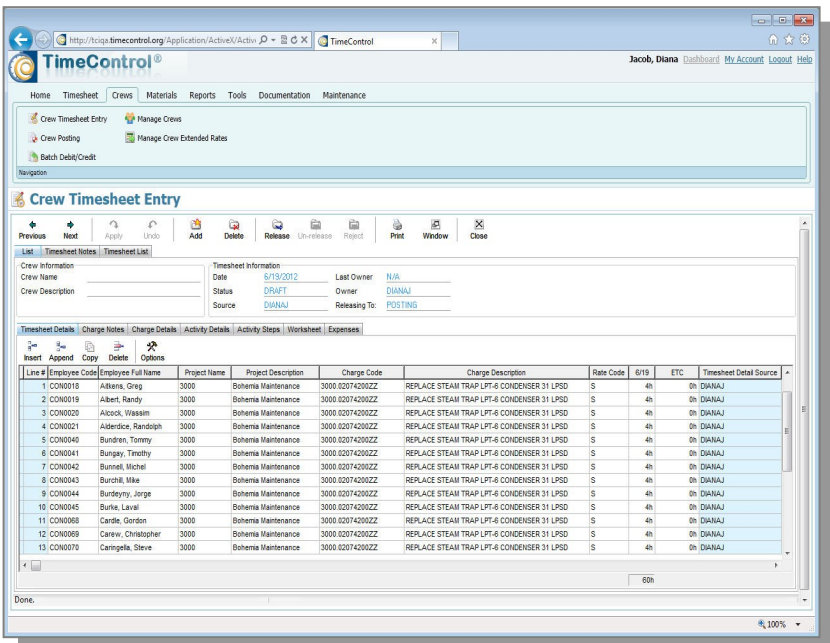 http://tciqa.timecontrol.org/Application/ActiveX/Activ
TimeControl
TimeControl®
Jacob, Diana Dashboard My Account Logout Help
Home Timesheet Crews Materials Reports Tools Documentation Maintenance
Crew Timesheet Entry Manage Crews
Crew Posting Manage Crew Extended Rates
Batch Debit/Credit
Navigation
Crew Timesheet Entry
Previous Next Apply Undo Add Delete Release Un-release Reject Print Window Close
List Timesheet Notes Timesheet List
Crew Information Timesheet Information
Crew Name Date 6/19/2012 Last Owner N/A
Crew Description Status DRAFT Owner DIANAJ
Source DIANAJ Releasing To: POSTING
Timesheet Details Charge Notes Charge Details Activity Details Activity Steps Worksheet Expenses
Insert Append Copy Delete Options
Line # Employee Code Employee Full Name Project Name Project Description Charge Code Charge Description Rate Code 6/19 ETC Timesheet Detail Source
1 CON0018 Aitkens, Greg 3000 Bohemia Maintenance 3000.02074200ZZ REPLACE STEAM TRAP LPT-6 CONDENSER 31 LPSD S 4h 0h DIANAJ
2 CON0019 Albert, Randy 3000 Bohemia Maintenance 3000.02074200ZZ REPLACE STEAM TRAP LPT-6 CONDENSER 31 LPSD S 4h 0h DIANAJ
3 CON0020 Alcock, Wassim 3000 Bohemia Maintenance 3000.02074200ZZ REPLACE STEAM TRAP LPT-6 CONDENSER 31 LPSD S 4h 0h DIANAJ
4 CON0021 Alderdice, Randolph 3000 Bohemia Maintenance 3000.02074200ZZ REPLACE STEAM TRAP LPT-6 CONDENSER 31 LPSD S 4h 0h DIANAJ
5 CON0040 Bundren, Tommy 3000 Bohemia Maintenance 3000.02074200ZZ REPLACE STEAM TRAP LPT-6 CONDENSER 31 LPSD S 4h 0h DIANAJ
6 CON0041 Bungay, Timothy 3000 Bohemia Maintenance 3000.02074200ZZ REPLACE STEAM TRAP LPT-6 CONDENSER 31 LPSD S 4h 0h DIANAJ
7 CON0042 Bunnell, Michel 3000 Bohemia Maintenance 3000.02074200ZZ REPLACE STEAM TRAP LPT-6 CONDENSER 31 LPSD S 4h 0h DIANAJ
8 CON0043 Burchill, Mike 3000 Bohemia Maintenance 3000.02074200ZZ REPLACE STEAM TRAP LPT-6 CONDENSER 31 LPSD S 4h 0h DIANAJ
9 CON0044 Burdeyny, Jorge 3000 Bohemia Maintenance 3000.02074200ZZ REPLACE STEAM TRAP LPT-6 CONDENSER 31 LPSD S 4h 0h DIANAJ
10 CON0045 Burke, Laval 3000 Bohemia Maintenance 3000.02074200ZZ REPLACE STEAM TRAP LPT-6 CONDENSER 31 LPSD S 4h 0h DIANAJ
11 CON0068 Cardle, Gordon 3000 Bohemia Maintenance 3000.02074200ZZ REPLACE STEAM TRAP LPT-6 CONDENSER 31 LPSD S 4h 0h DIANAJ
12 CON0069 Carew, Christopher 3000 Bohemia Maintenance 3000.02074200ZZ REPLACE STEAM TRAP LPT-6 CONDENSER 31 LPSD S 4h 0h DIANAJ
13 CON0070 Caringella, Steve 3000 Bohemia Maintenance 3000.02074200ZZ REPLACE STEAM TRAP LPT-6 CONDENSER 31 LPSD S 4h 0h DIANAJ
60h
Done.
100%